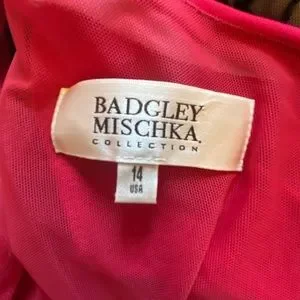 BADGLEY
MISCHKA.
COLLECTION
14
USA